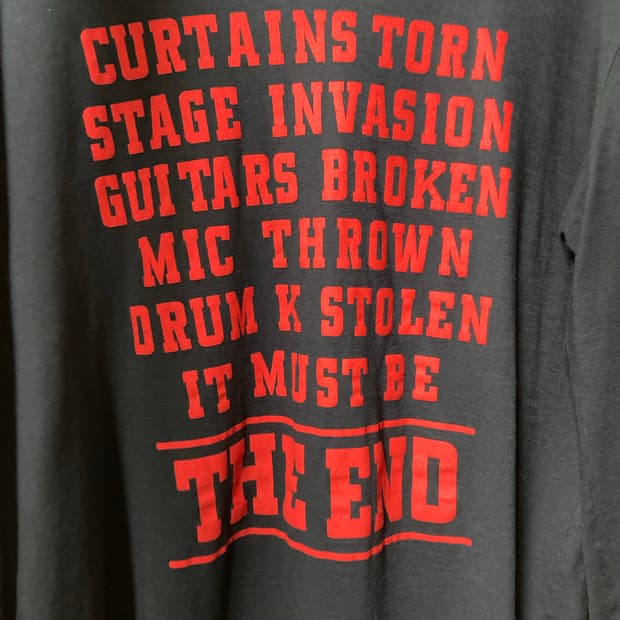 CURTAINS TORN
STAGE INVASION
GUITARS BROKEN
MIC THROWN
DRUM K STOLEN
IT MUST BE
THE END